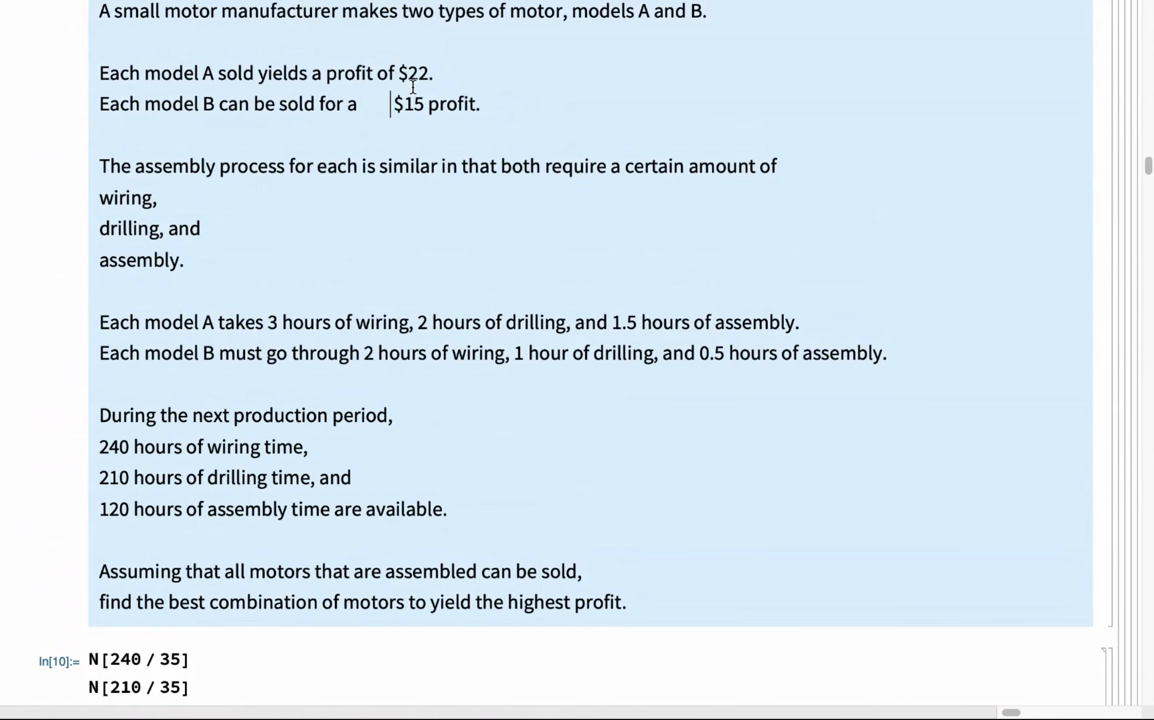 A small motor manufacturer makes two types of motor, models A and B.
Each model A sold yields a profit of $22.
Each model B can be sold for a $15 profit.
The assembly process for each is similar in that both require a certain amount of
wiring,
drilling, and
assembly.
Each model A takes 3 hours of wiring, 2 hours of drilling, and 1.5 hours of assembly.
Each model B must go through 2 hours of wiring, 1 hour of drilling, and 0.5 hours of assembly.
During the next production period,
240 hours of wiring time,
210 hours of drilling time, and
120 hours of assembly time are available.
Assuming that all motors that are assembled can be sold,
find the best combination of motors to yield the highest profit.
In[10]:= N[240 / 35]
N[210 / 35]